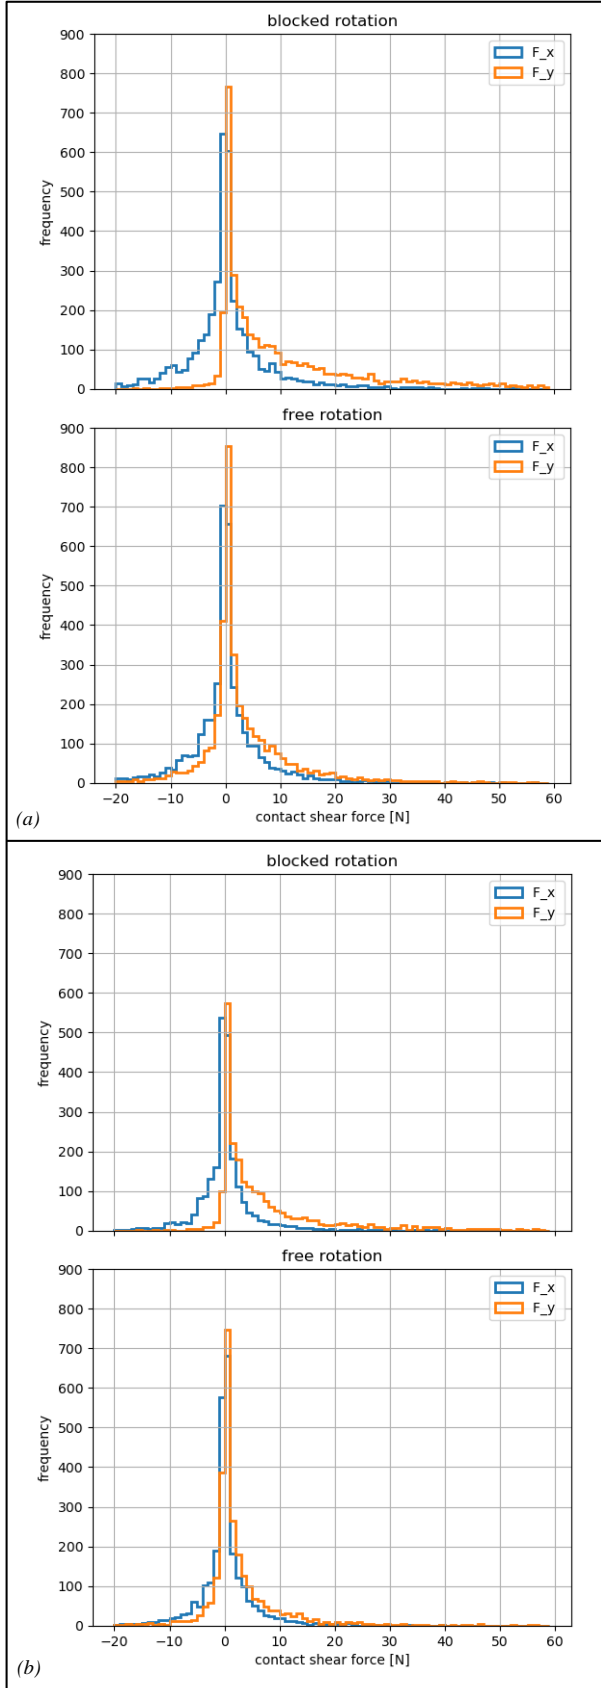 blocked rotation
900
800
700
600
500
400
300
200
100
0
frequency
F_x
F_y
free rotation
900
800
700
600
500
400
300
200
100
0
frequency
F_x
F_y
−20 −10 0 10 20 30 40 50 60
contact shear force [N]
(a)
blocked rotation
900
800
700
600
500
400
300
200
100
0
frequency
F_x
F_y
free rotation
900
800
700
600
500
400
300
200
100
0
frequency
F_x
F_y
−20 −10 0 10 20 30 40 50 60
contact shear force [N]
(b)